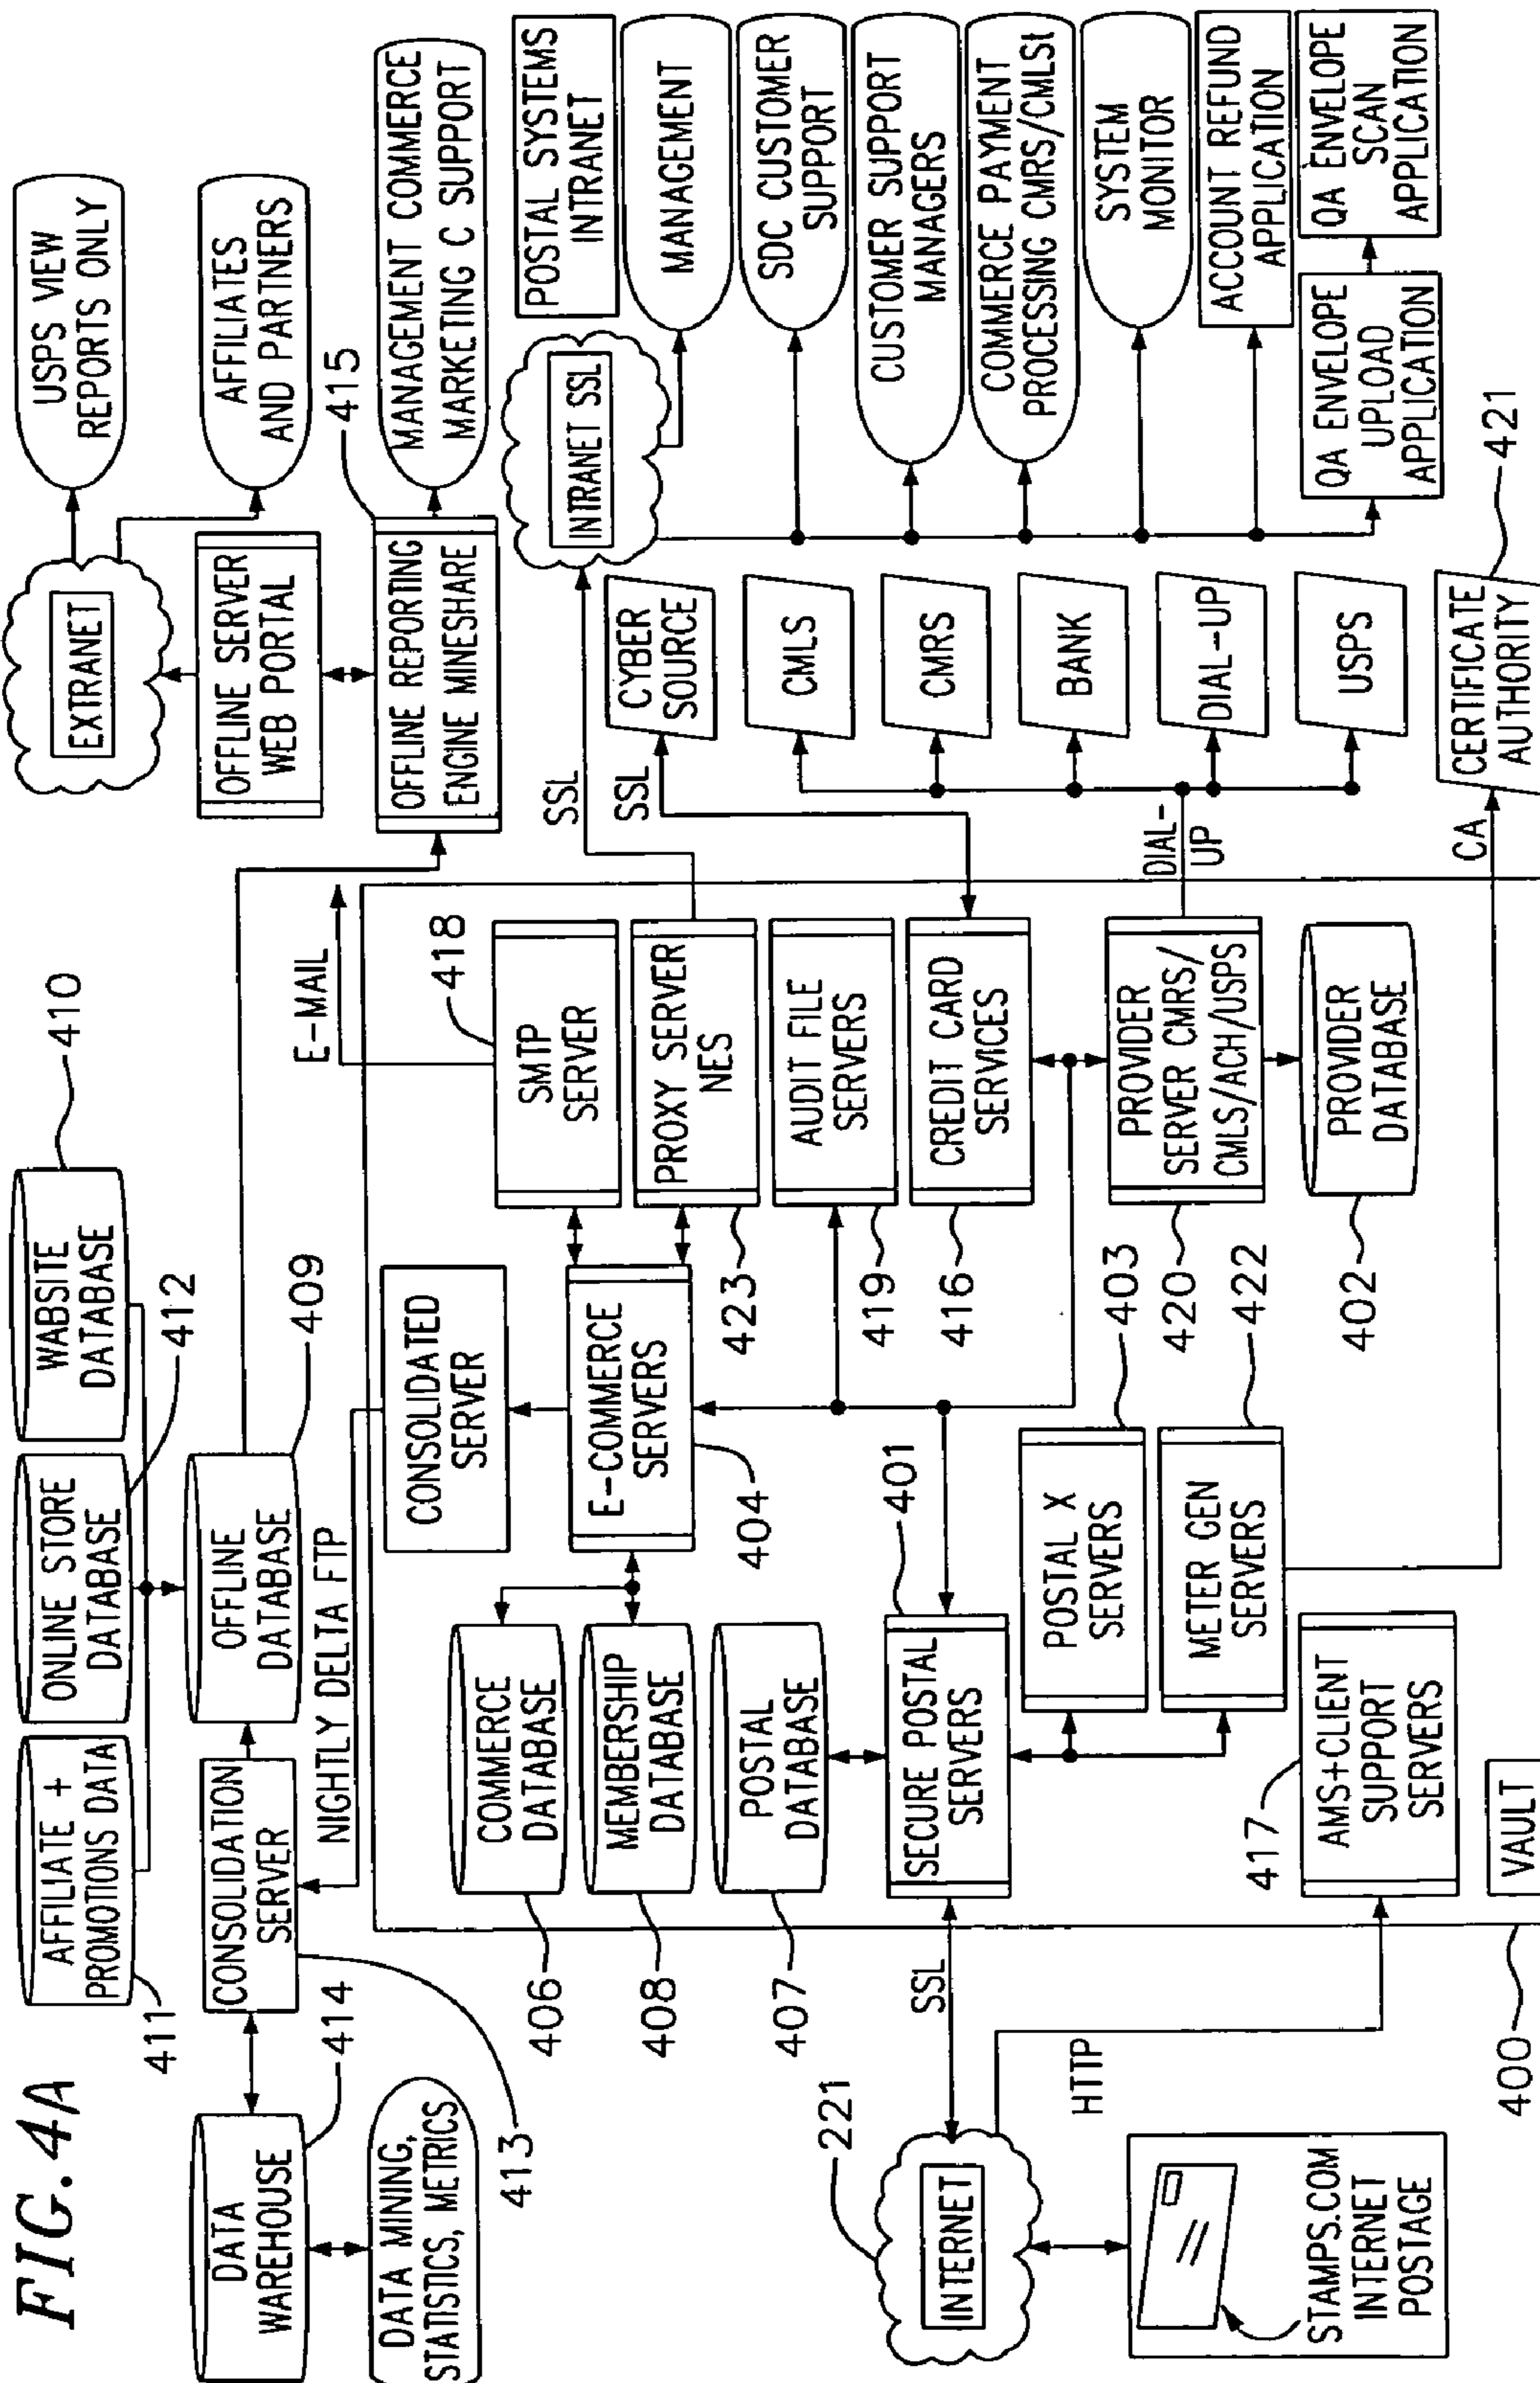 FIG. 4A
AFFILIATE +
PROMOTIONS DATA
411
ONLINE STORE
DATABASE
412
WABSITE
DATABASE
410
DATA
WAREHOUSE
414
CONSOLIDATION
SERVER
413
OFFLINE
DATABASE
409
DATA MINING,
STATISTICS, METRICS
NIGHTLY DELTA FTP
E-MAIL
EXTRANET
USPS VIEW
REPORTS ONLY
OFFLINE SERVER
WEB PORTAL
AFFILIATES
AND PARTNERS
415
OFFLINE REPORTING
ENGINE MINESHARE
MANAGEMENT COMMERCE
MARKETING C SUPPORT
CONSOLIDATED
SERVER
COMMERCE
DATABASE
406
MEMBERSHIP
DATABASE
408
POSTAL
DATABASE
407
E-COMMERCE
SERVERS
404
SMTP
SERVER
418
PROXY SERVER
NES
423
AUDIT FILE
SERVERS
419
CREDIT CARD
SERVICES
416
SSL
SSL
INTRANET SSL
POSTAL SYSTEMS
INTRANET
MANAGEMENT
SDC CUSTOMER
SUPPORT
CUSTOMER SUPPORT
MANAGERS
COMMERCE PAYMENT
PROCESSING CMRS/CMLSt
SYSTEM
MONITOR
ACCOUNT REFUND
APPLICATION
QA ENVELOPE
UPLOAD
APPLICATION
QA ENVELOPE
SCAN
APPLICATION
CYBER
SOURCE
CMLS
CMRS
BANK
DIAL-UP
USPS
DIAL-
UP
CERTIFICATE
AUTHORITY
421
CA
SECURE POSTAL
SERVERS
401
POSTAL X
SERVERS
403
METER GEN
SERVERS
422
PROVIDER
SERVER CMRS/
CMLS/ACH/USPS
420
PROVIDER
DATABASE
402
AMS+CLIENT
SUPPORT
SERVERS
417
VAULT
400
SSL
HTTP
221
INTERNET
STAMPS.COM
INTERNET
POSTAGE